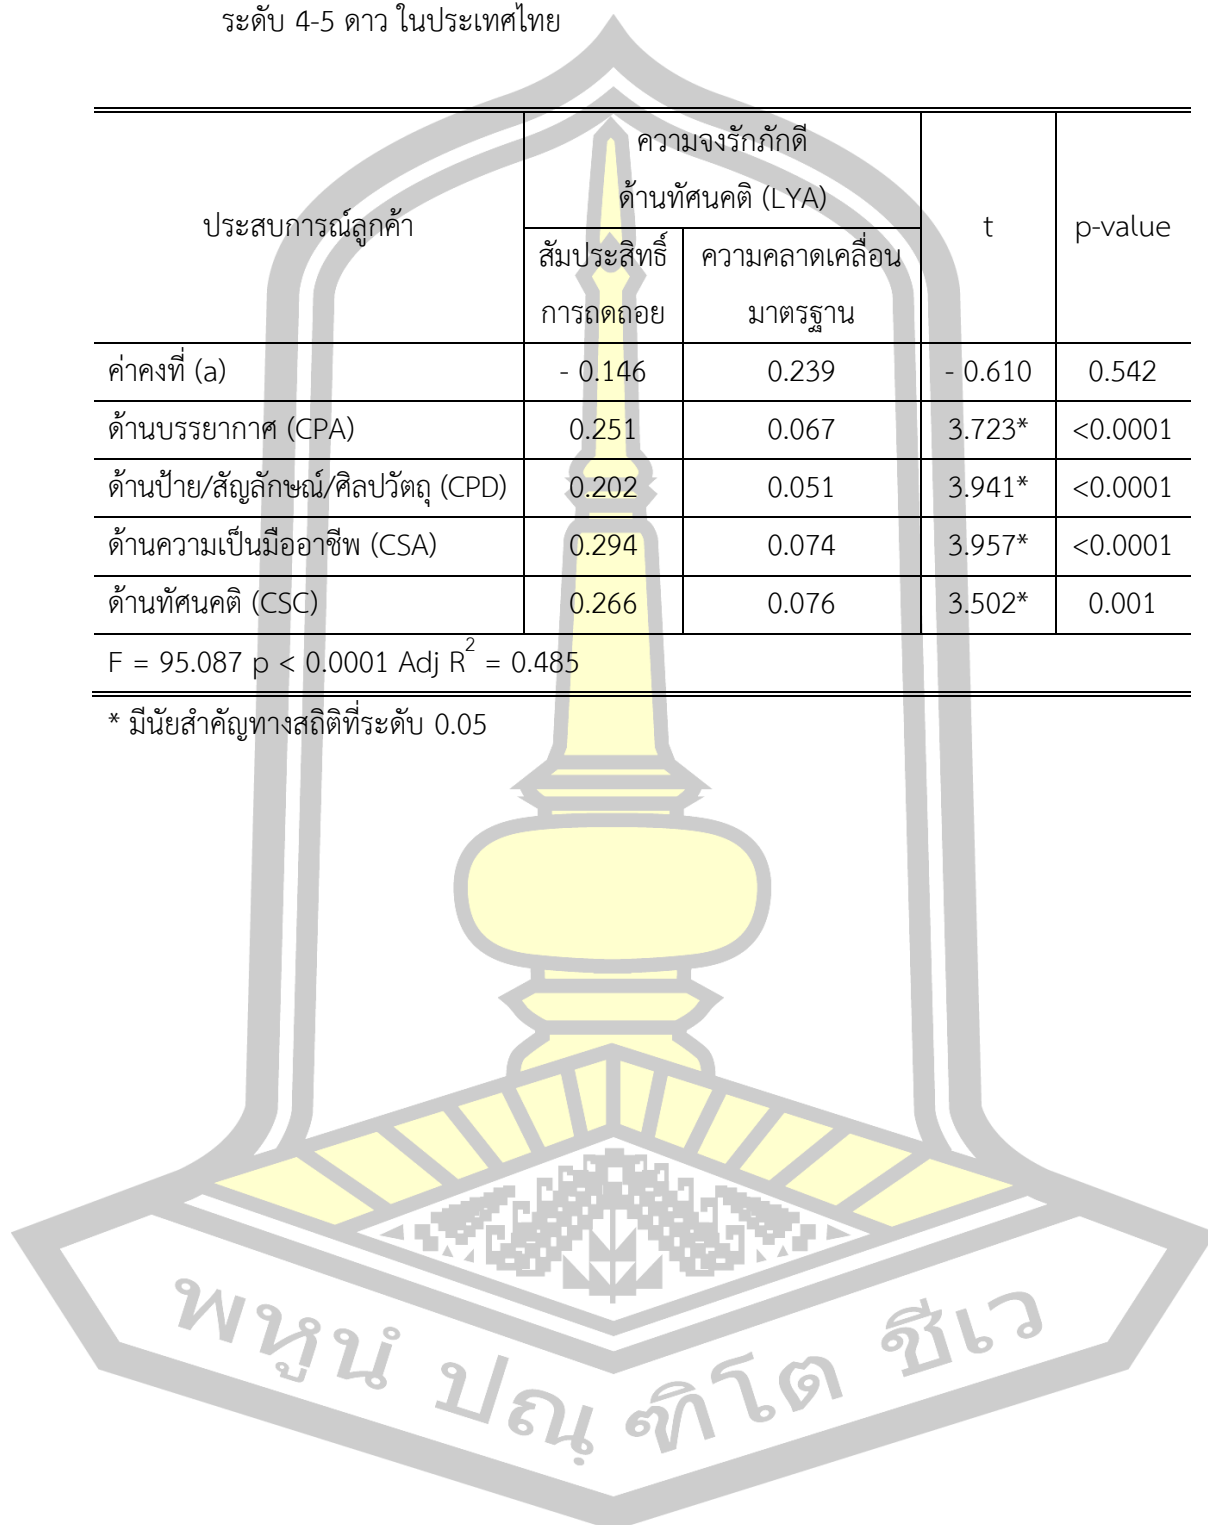 ระดับ 4-5 ดาว ในประเทศไทย
ประสบการณ์ลูกค้า
ความจงรักภักดี
ด้านทัศนคติ (LYA)
t
p-value
สัมประสิทธิ์
การถดถอย
ความคลาดเคลื่อน
มาตรฐาน
ค่าคงที่ (a) - 0.146 0.239 - 0.610 0.542
ด้านบรรยากาศ (CPA) 0.251 0.067 3.723* <0.0001
ด้านป้าย/สัญลักษณ์/ศิลปวัตถุ (CPD) 0.202 0.051 3.941* <0.0001
ด้านความเป็นมืออาชีพ (CSA) 0.294 0.074 3.957* <0.0001
ด้านทัศนคติ (CSC) 0.266 0.076 3.502* 0.001
F = 95.087 p < 0.0001 Adj R² = 0.485
* มีนัยสำคัญทางสถิติที่ระดับ 0.05
พหูนํ ปณฺฑิโต ชีเว